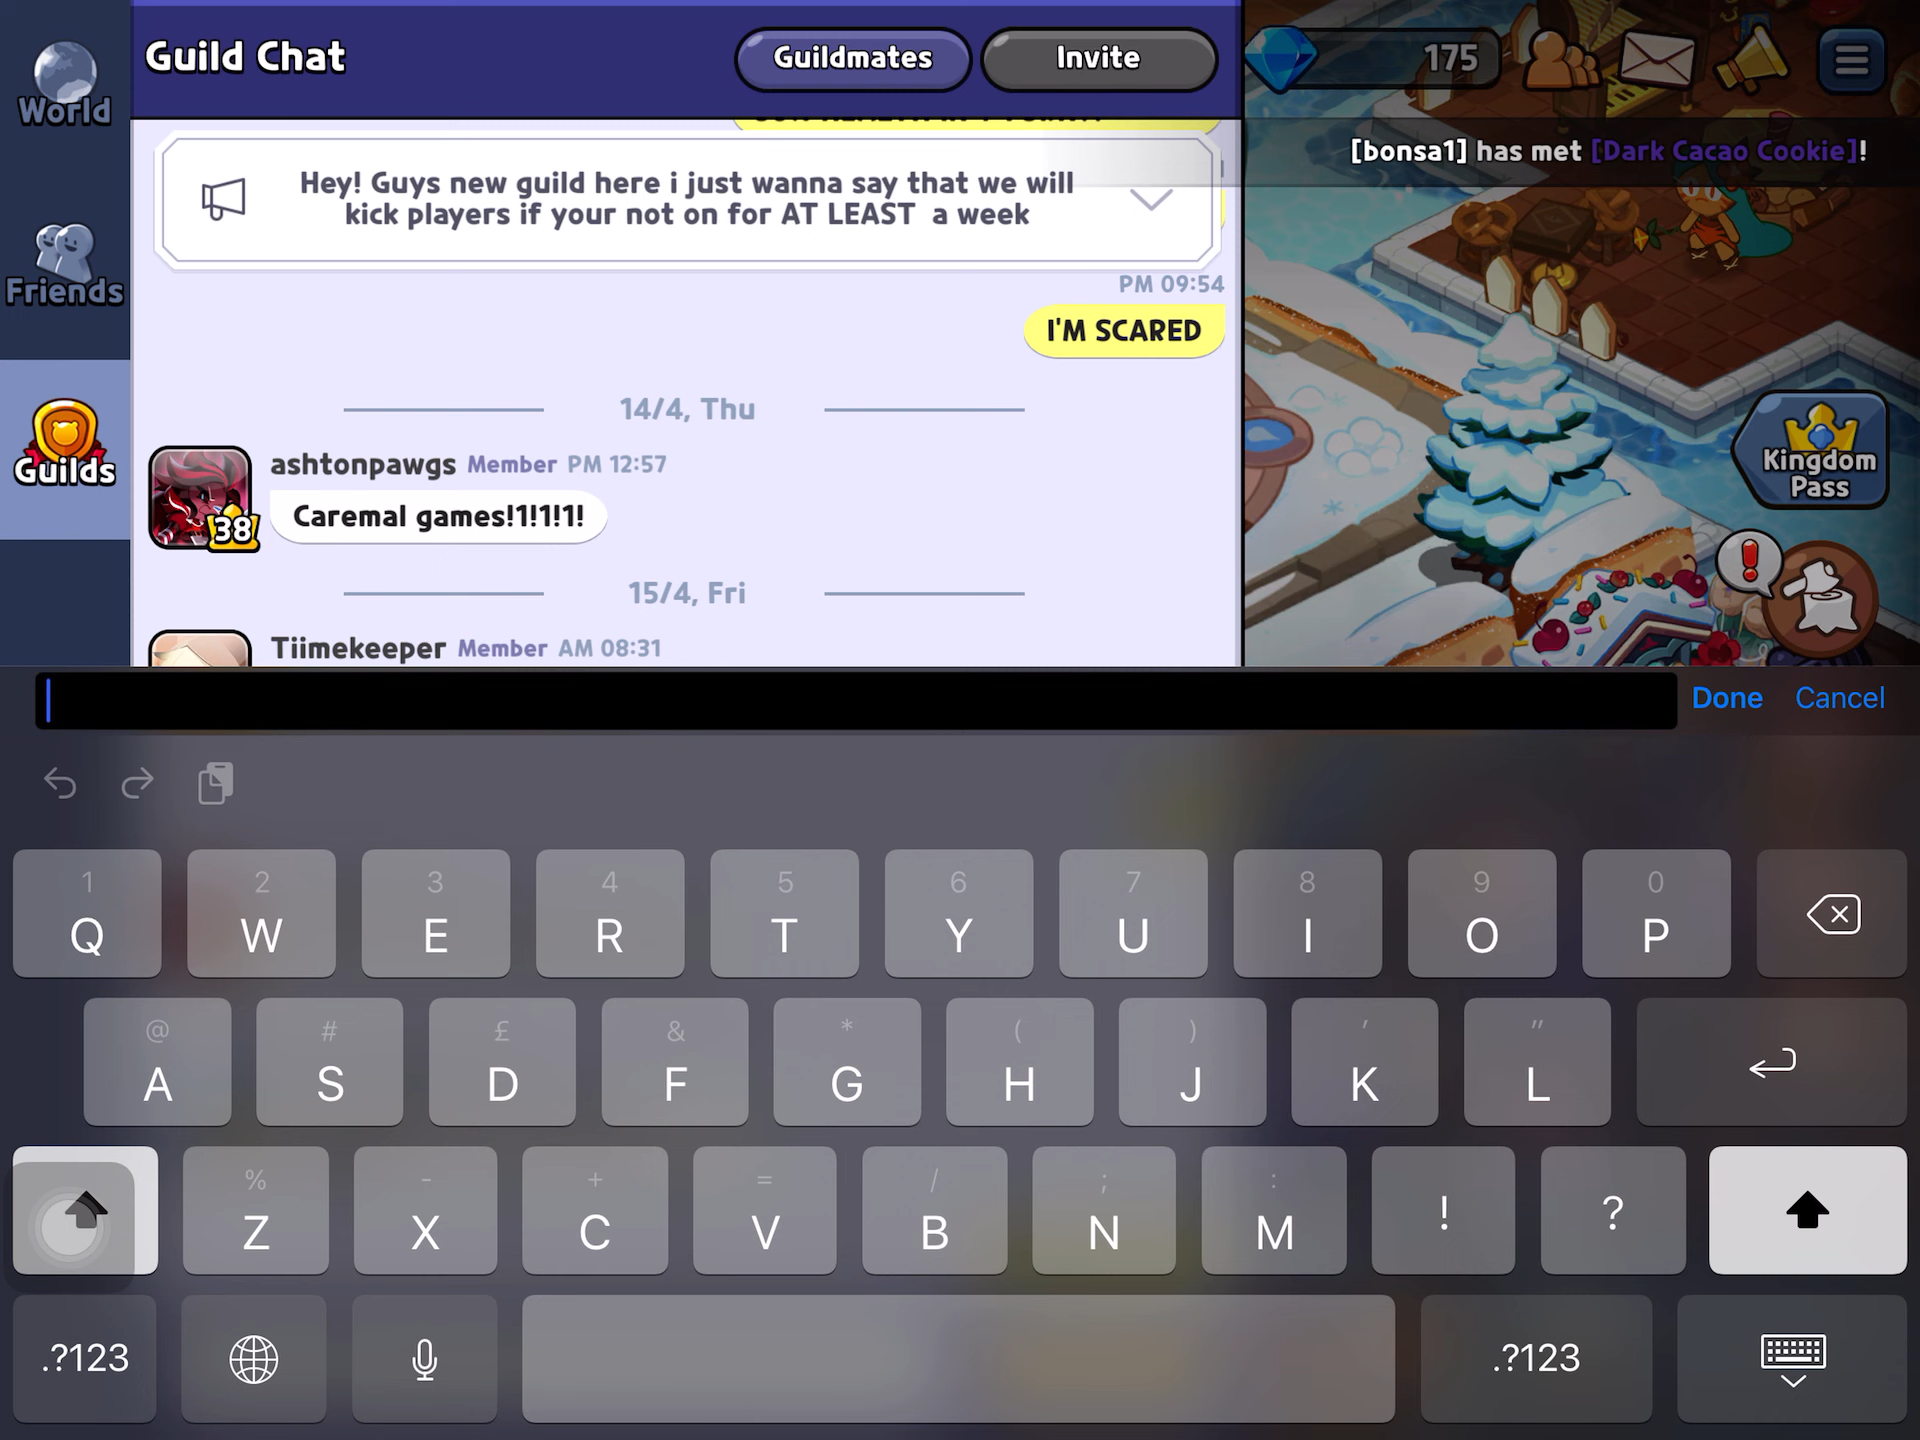 World
Friends
Guilds
Guild Chat
Guildmates
Invite
Hey! Guys new guild here i just wanna say that we will
kick players if your not on for AT LEAST a week
PM 09:54
I'M SCARED
14/4, Thu
ashtonpawgs Member PM 12:57
38
Caremal games!1!1!1!
15/4, Fri
Tiimekeeper Member AM 08:31
175
[bonsa1] has met [Dark Cacao Cookie]!
Kingdom
Pass
Done Cancel
1 2 3 4 5 6 7 8 9 0
Q W E R T Y U I O P
@ # £ & * ( ) ' "
A S D F G H J K L
% - + = / ; :
Z X C V B N M ! ?
.?123 .?123